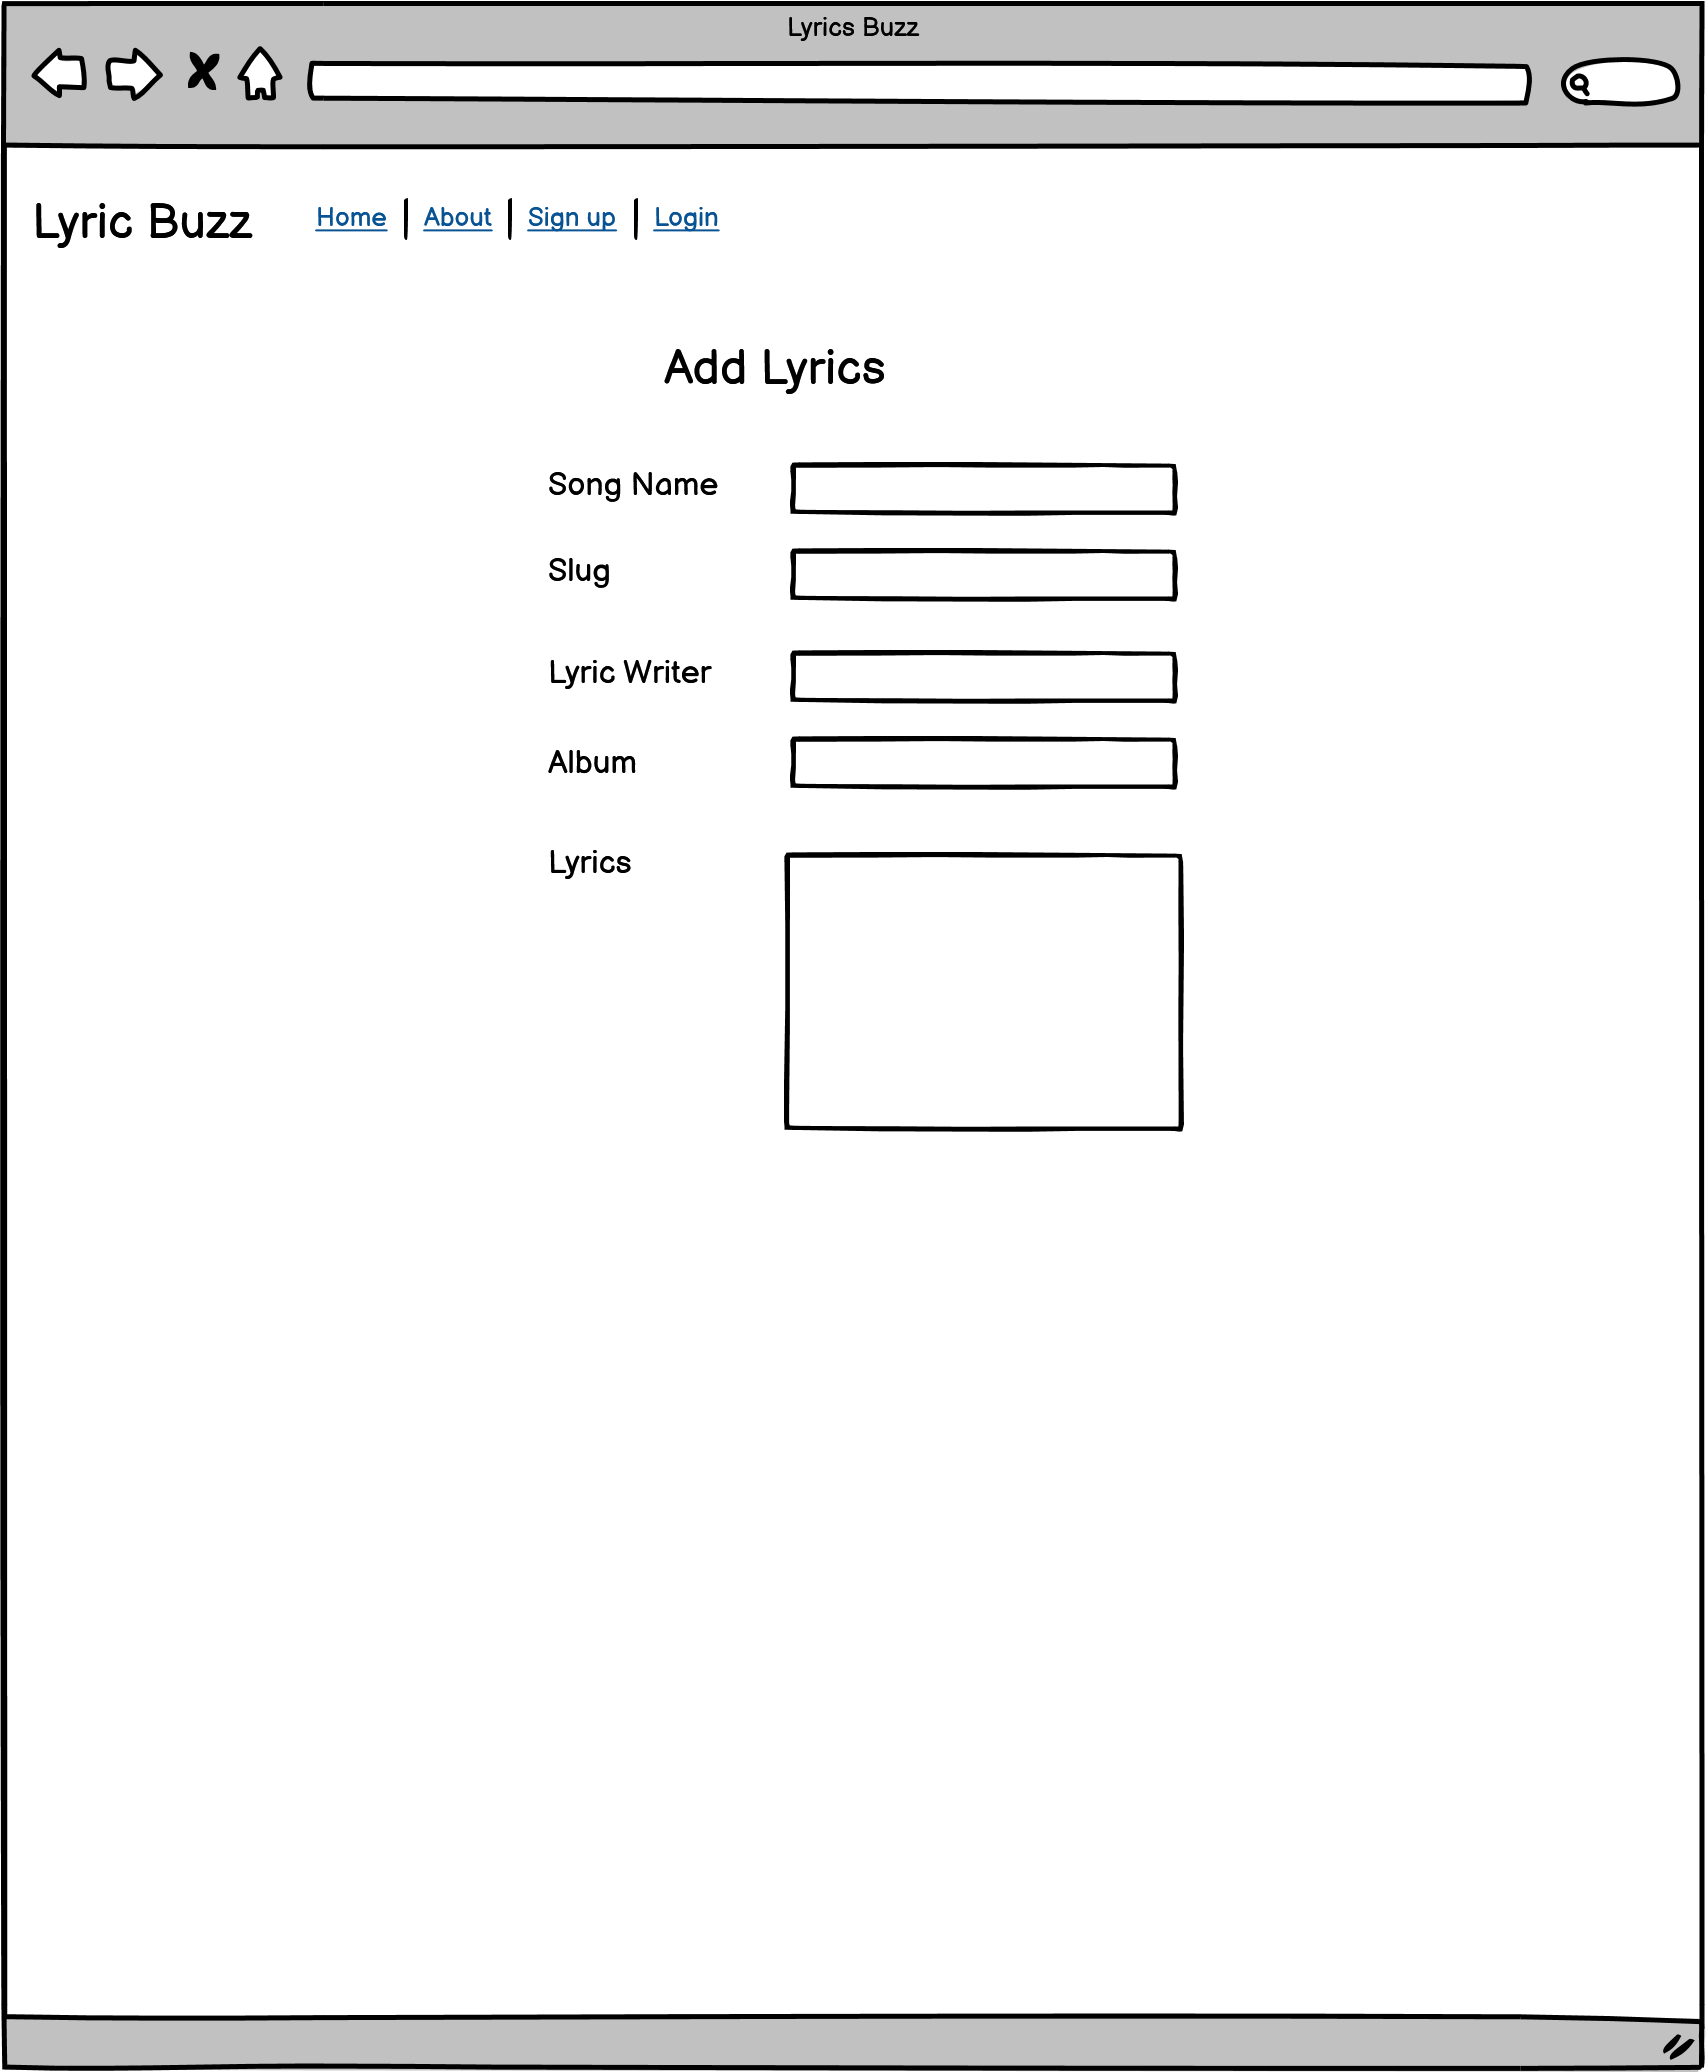 Lyrics Buzz
Lyric Buzz
Home | About | Sign up | Login
Add Lyrics
Song Name
Slug
Lyric Writer
Album
Lyrics